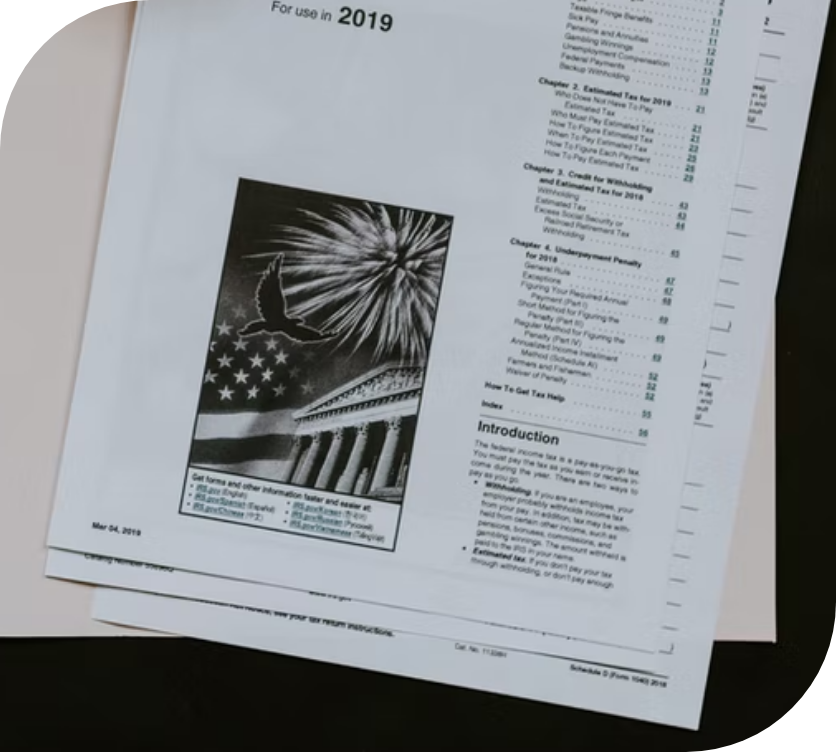 For use in 2019
Taxable Fringe Benefits 11
Sick Pay 11
Pensions and Annuities 11
Gambling Winnings 12
Unemployment Compensation 12
Federal Payments 13
Backup Withholding 13
Chapter 2. Estimated Tax for 2019 21
Who Does Not Have To Pay
Estimated Tax 21
Who Must Pay Estimated Tax 21
How To Figure Estimated Tax 22
When To Pay Estimated Tax 25
How To Figure Each Payment 26
How To Pay Estimated Tax 29
Chapter 3. Credit for Withholding
and Estimated Tax for 2018 43
Withholding 43
Estimated Tax 44
Excess Social Security or
Railroad Retirement Tax
Withholding 45
Chapter 4. Underpayment Penalty
for 2018 47
General Rule 47
Exceptions 48
Figuring Your Required Annual
Payment (Part I) 49
Short Method for Figuring the
Penalty (Part III) 49
Regular Method for Figuring the
Penalty (Part IV)
Annualized Income Installment
Method (Schedule AI) 52
Farmers and Fishermen 52
Waiver of Penalty 52
How To Get Tax Help 55
Index 56
Introduction
The federal income tax is a pay-as-you-go tax.
You must pay the tax as you earn or receive in-
come during the year. There are two ways to
pay as you go.
• Withholding. If you are an employee, your
employer probably withholds income tax
from your pay. In addition, tax may be with-
held from certain other income, such as
pensions, bonuses, commissions, and
gambling winnings. The amount withheld is
paid to the IRS in your name.
• Estimated tax. If you don't pay your tax
through withholding, or don't pay enough
Get forms and other information faster and easier at:
• IRS.gov (English)
• IRS.gov/Spanish (Español)
• IRS.gov/Chinese (中文)
• IRS.gov/Korean (한국어)
• IRS.gov/Russian (Pусский)
• IRS.gov/Vietnamese (TiếngViệt)
Mar 04, 2019
see your tax return instructions.
Cat. No. 11338H
Schedule D (Form 1040) 2018